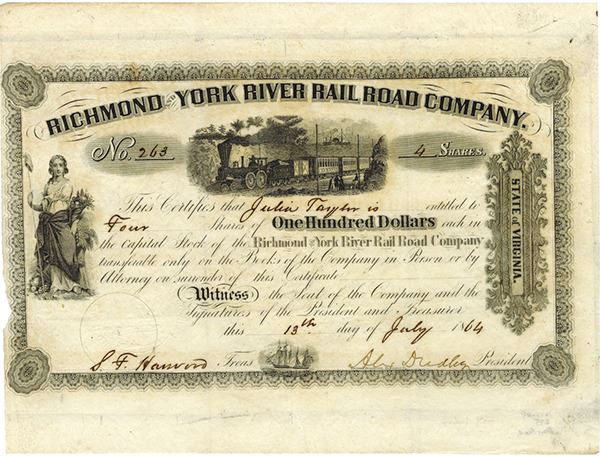 RICHMOND AND YORK RIVER RAIL ROAD COMPANY.
No. 263
4 SHARES.
This Certifies that Julia Taylor is entitled to
Four Shares of One Hundred Dollars each in
the Capital Stock of the Richmond and York River Rail Road Company
transferable only on the Books of the Company in Person or by
Attorney on surrender of this Certificate.
Witness the Seal of the Company and the
Signatures of the President and Treasurer
this 13th day of July 1864
S. F. Harwood Treas
Alex Dudley President
STATE OF VIRGINIA.